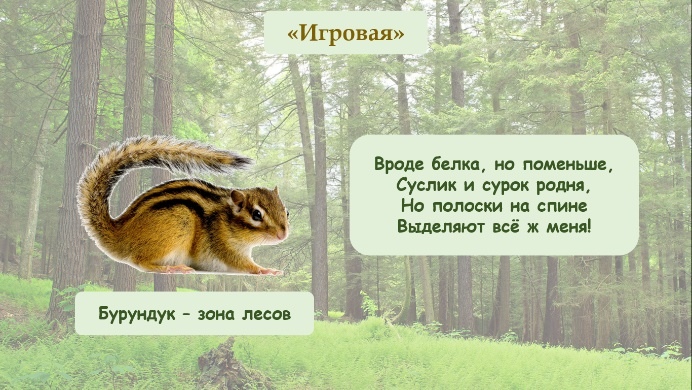 «Игровая»
Вроде белка, но поменьше,
Суслик и сурок родня,
Но полоски на спине
Выделяют всё ж меня!
Бурундук – зона лесов